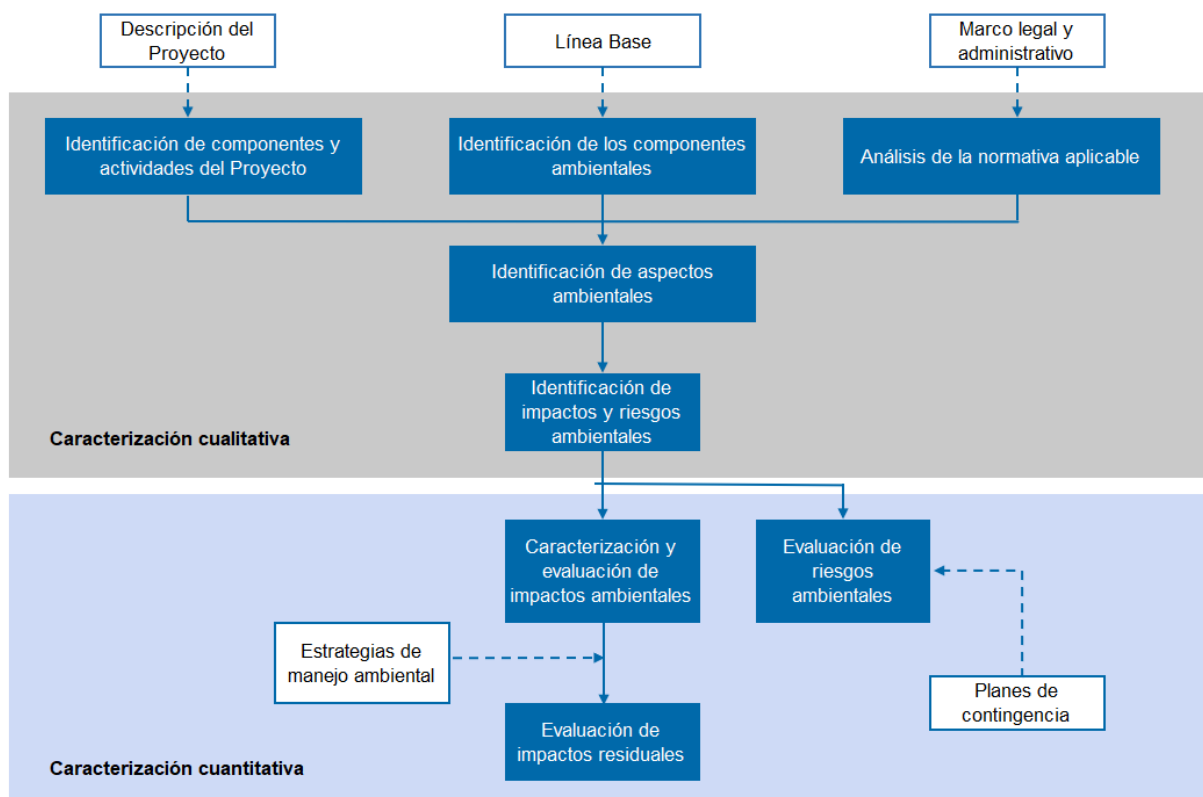 Descripción del
Proyecto
Línea Base
Marco legal y
administrativo
Identificación de componentes y
actividades del Proyecto
Identificación de los componentes
ambientales
Análisis de la normativa aplicable
Identificación de aspectos
ambientales
Identificación de
impactos y riesgos
ambientales
Caracterización cualitativa
Caracterización y
evaluación de
impactos ambientales
Evaluación de
riesgos
ambientales
Estrategias de
manejo ambiental
Planes de
contingencia
Evaluación de
impactos residuales
Caracterización cuantitativa